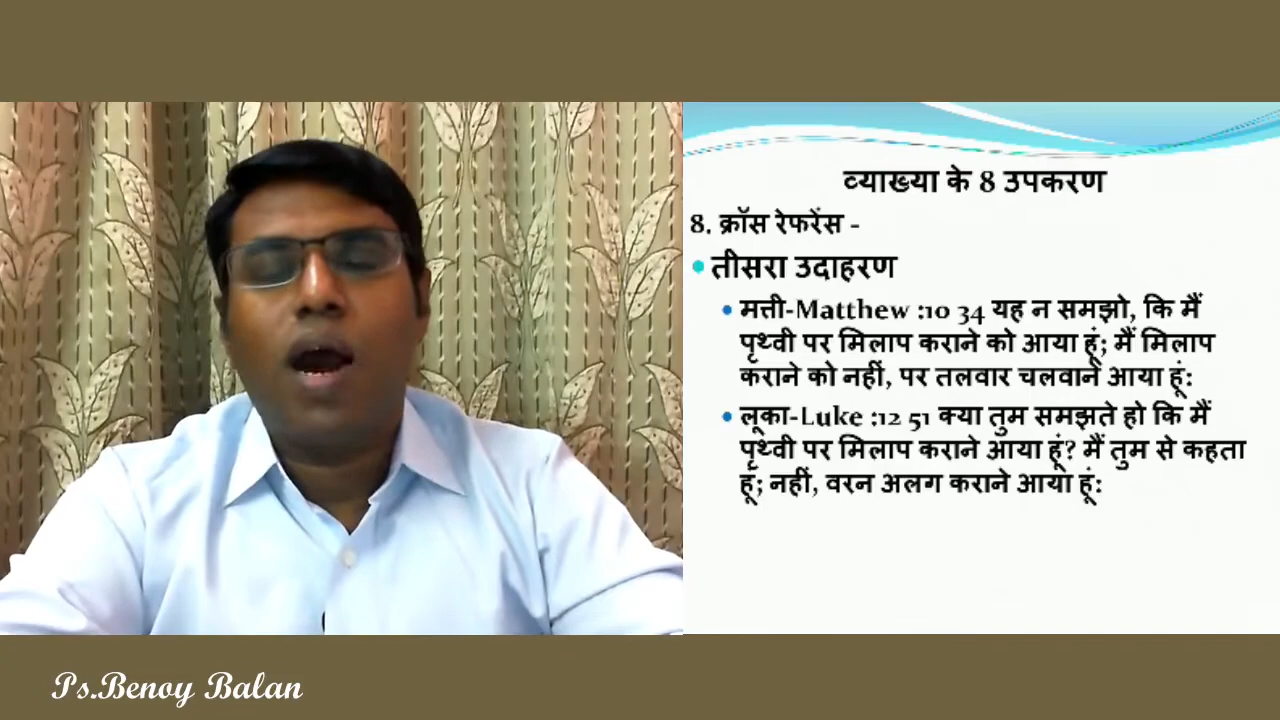 व्याख्या के 8 उपकरण
8. क्रॉस रेफरेंस -
• तीसरा उदाहरण
• मत्ती-Matthew :10 34 यह न समझो, कि मैं
पृथ्वी पर मिलाप कराने को आया हूं; मैं मिलाप
कराने को नहीं, पर तलवार चलवाने आया हूं:
• लूका-Luke :12 51 क्या तुम समझते हो कि मैं
पृथ्वी पर मिलाप कराने आया हूं? मैं तुम से कहता
हूं; नहीं, वरन अलग कराने आया हूं:
Ps.Benoy Balan